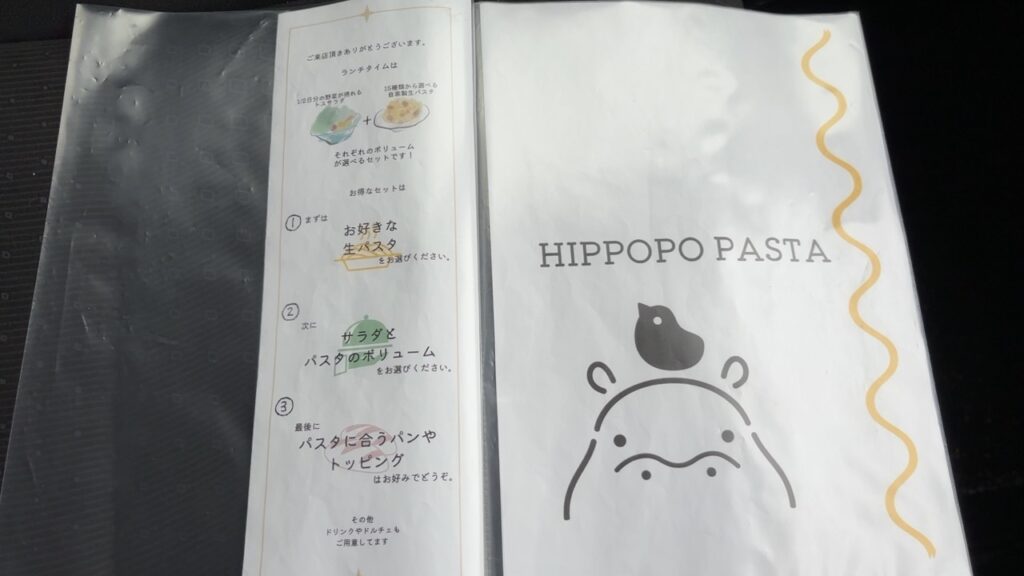 ご来店頂きありがとうございます。
ランチタイムは
1/2日分の野菜が摂れる
トスサラダ
+
15種類から選べる
自家製生パスタ
それぞれのボリューム
が選べるセットです！
お得なセットは
① まずは
お好きな
生パスタ
をお選びください。
② 次に
サラダと
パスタのボリューム
をお選びください。
③ 最後に
パスタに合うパンや
トッピング
はお好みでどうぞ。
その他
ドリンクやドルチェも
ご用意してます
HIPPOPO PASTA